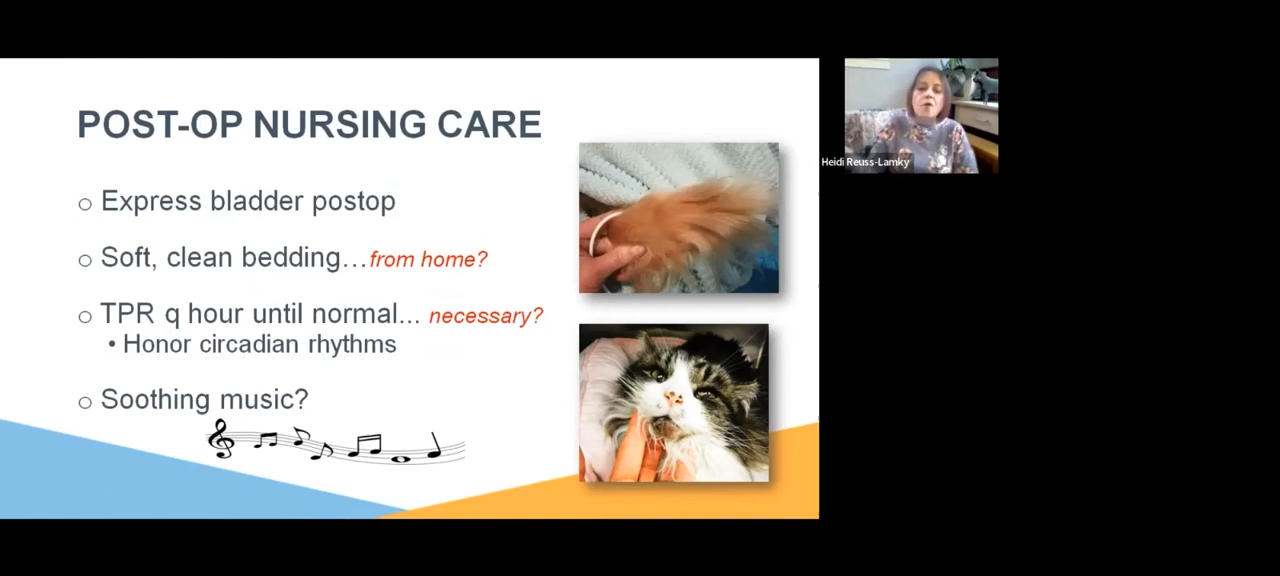 POST-OP NURSING CARE
o Express bladder postop
o Soft, clean bedding…from home?
o TPR q hour until normal... necessary?
• Honor circadian rhythms
o Soothing music?
Heidi Reuss-Lamky